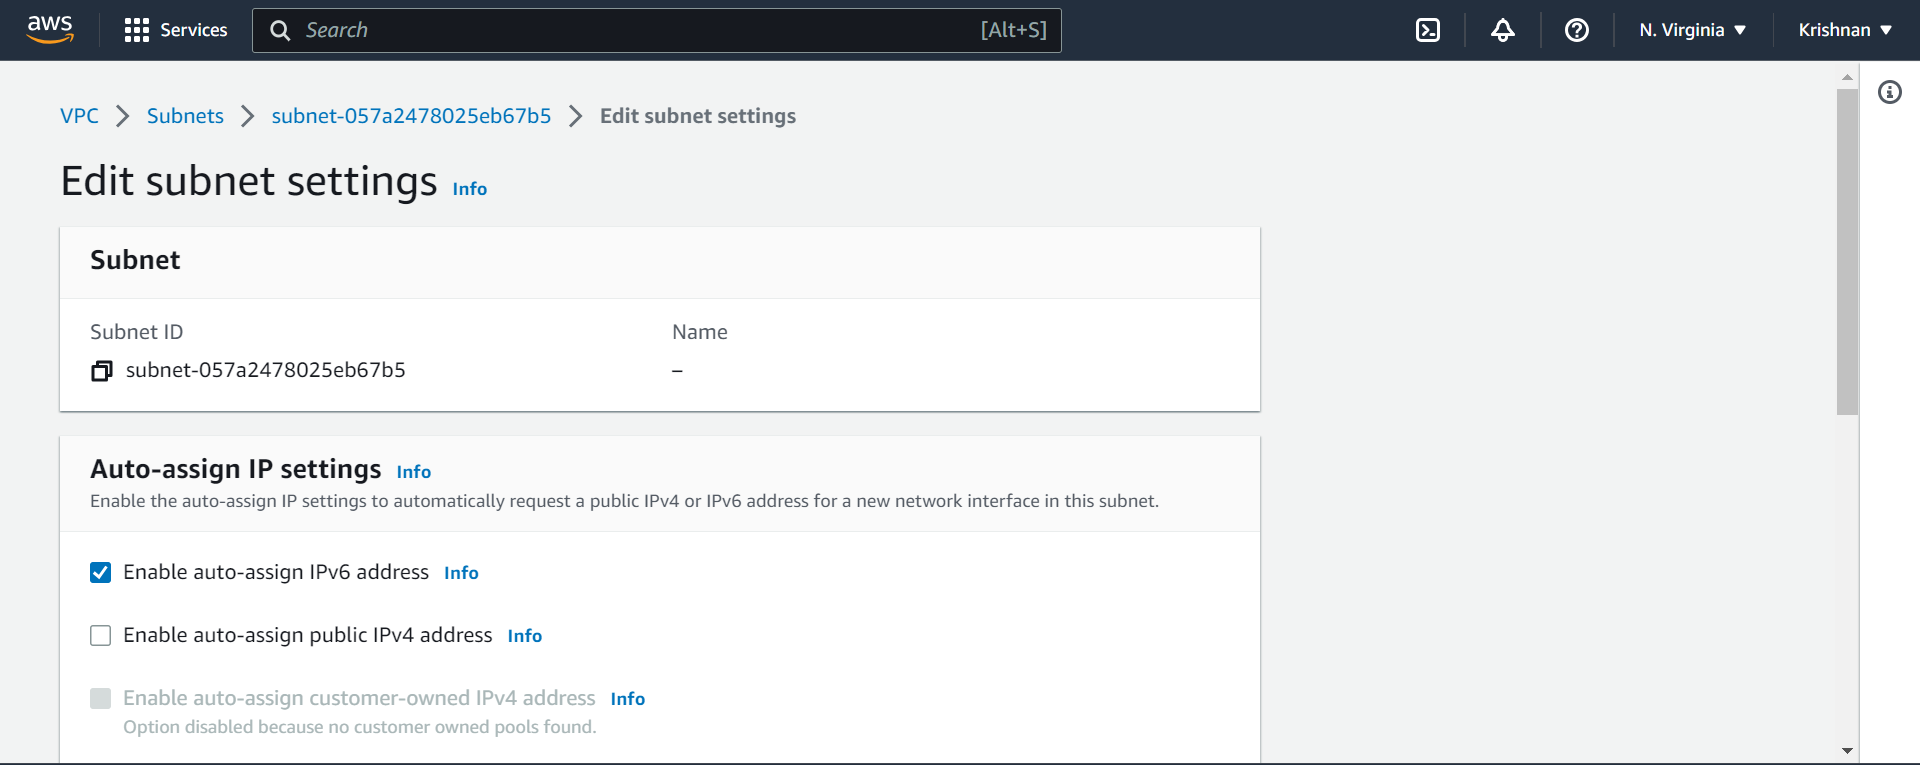 aws Services Search [Alt+S] N. Virginia Krishnan
VPC Subnets subnet-057a2478025eb67b5 Edit subnet settings
Edit subnet settings Info
Subnet
Subnet ID Name
subnet-057a2478025eb67b5 –
Auto-assign IP settings Info
Enable the auto-assign IP settings to automatically request a public IPv4 or IPv6 address for a new network interface in this subnet.
Enable auto-assign IPv6 address Info
Enable auto-assign public IPv4 address Info
Enable auto-assign customer-owned IPv4 address Info
Option disabled because no customer owned pools found.